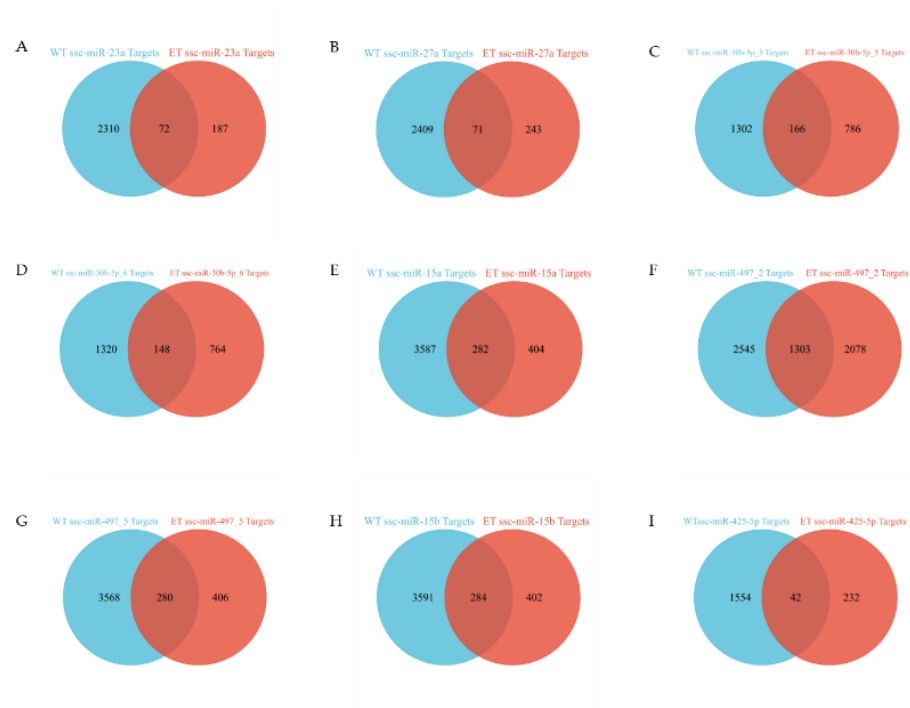 A
WT ssc-miR-23a Targets ET ssc-miR-23a Targets
2310 72 187
B
WT ssc-miR-27a Targets ET ssc-miR-27a Targets
2409 71 243
C
WT ssc-miR-30b-5p_5 Targets ET ssc-miR-30b-5p_5 Targets
1302 166 786
D
WT ssc-miR-30b-5p_6 Targets ET ssc-miR-30b-5p_6 Targets
1320 148 764
E
WT ssc-miR-15a Targets ET ssc-miR-15a Targets
3587 282 404
F
WT ssc-miR-497_2 Targets ET ssc-miR-497_2 Targets
2545 1303 2078
G
WT ssc-miR-497_5 Targets ET ssc-miR-497_5 Targets
3568 280 406
H
WT ssc-miR-15b Targets ET ssc-miR-15b Targets
3591 284 402
I
WTssc-miR-425-5p Targets ET ssc-miR-425-5p Targets
1554 42 232